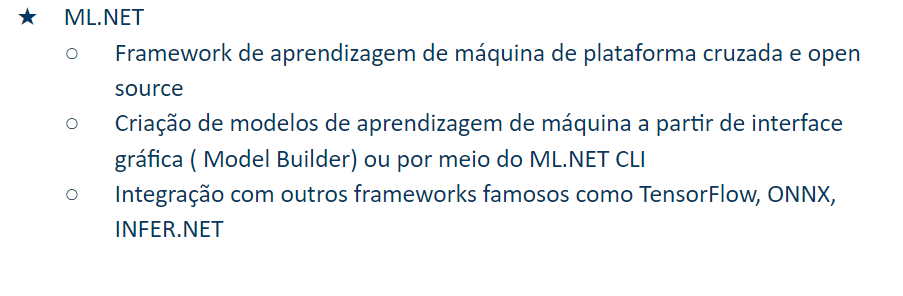 ★ ML.NET
○ Framework de aprendizagem de máquina de plataforma cruzada e open
source
○ Criação de modelos de aprendizagem de máquina a partir de interface
gráfica ( Model Builder) ou por meio do ML.NET CLI
○ Integração com outros frameworks famosos como TensorFlow, ONNX,
INFER.NET